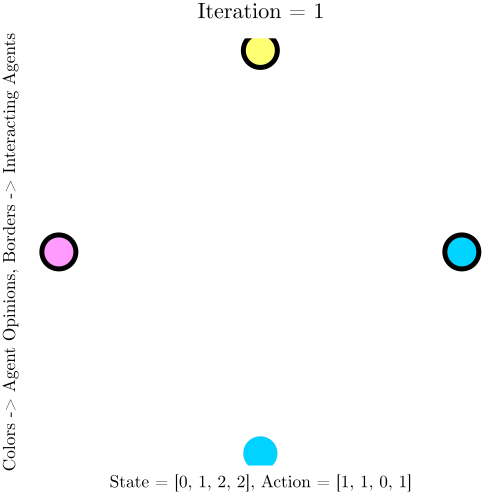 Iteration = 1
Colors -> Agent Opinions, Borders -> Interacting Agents
State = [0, 1, 2, 2], Action = [1, 1, 0, 1]